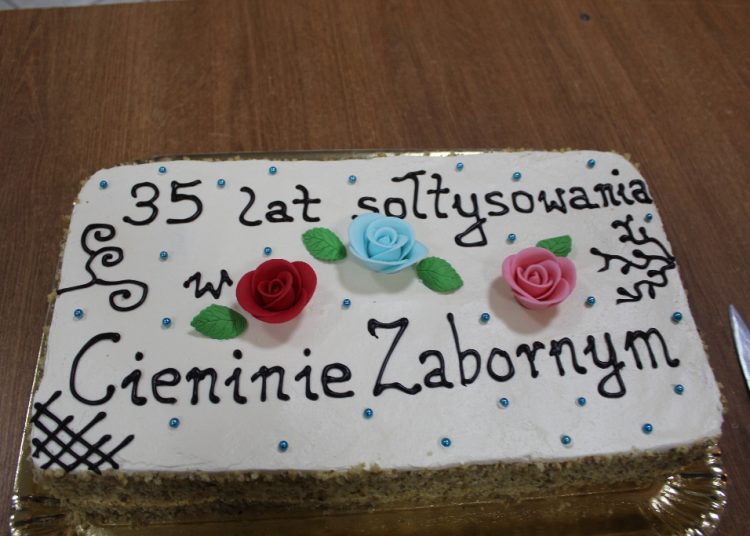 35 lat sołtysowania
w
Cieninie Zabornym